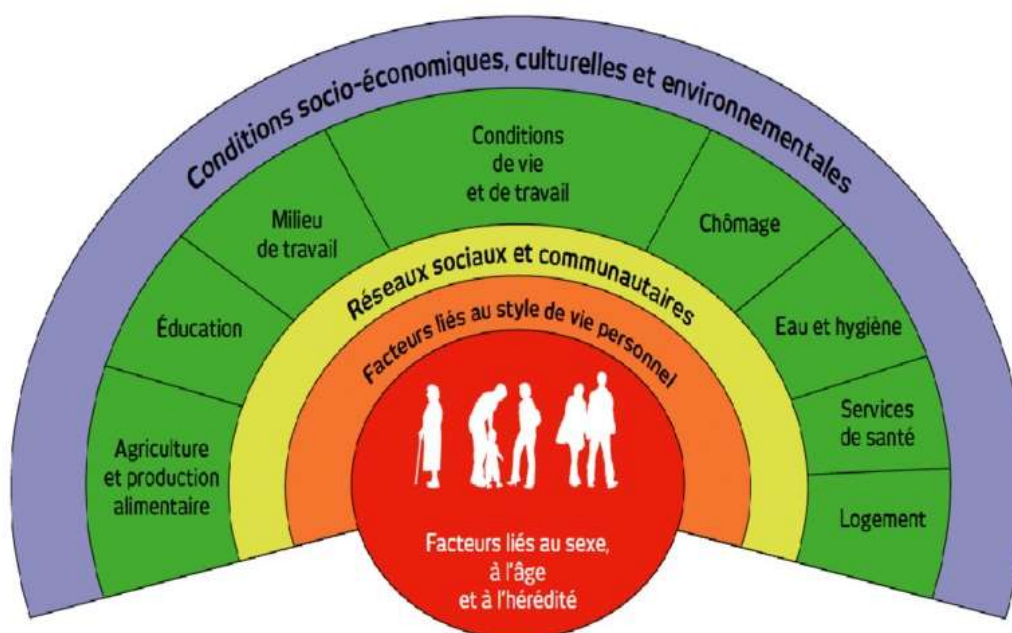 Conditions socio-économiques, culturelles et environnementales
Conditions
de vie
et de travail
Milieu
de travail
Chômage
Éducation
Eau et hygiène
Agriculture
et production
alimentaire
Services
de santé
Logement
Réseaux sociaux et communautaires
Facteurs liés au style de vie personnel
Facteurs liés au sexe,
à l'âge
et à l'hérédité